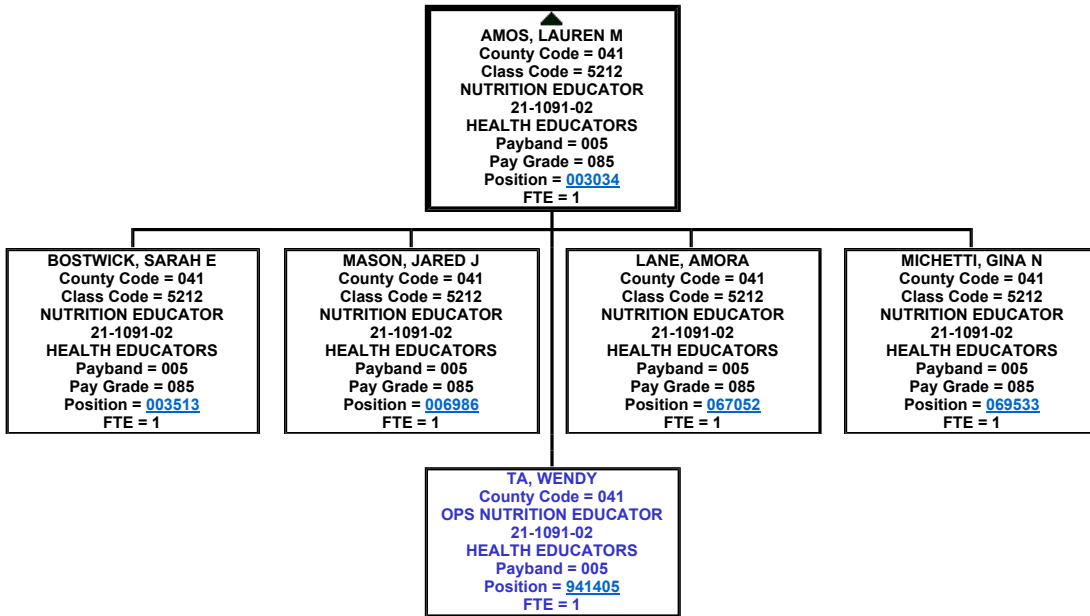 AMOS, LAUREN M
County Code = 041
Class Code = 5212
NUTRITION EDUCATOR
21-1091-02
HEALTH EDUCATORS
Payband = 005
Pay Grade = 085
Position = 003034
FTE = 1
BOSTWICK, SARAH E
County Code = 041
Class Code = 5212
NUTRITION EDUCATOR
21-1091-02
HEALTH EDUCATORS
Payband = 005
Pay Grade = 085
Position = 003513
FTE = 1
MASON, JARED J
County Code = 041
Class Code = 5212
NUTRITION EDUCATOR
21-1091-02
HEALTH EDUCATORS
Payband = 005
Pay Grade = 085
Position = 006986
FTE = 1
LANE, AMORA
County Code = 041
Class Code = 5212
NUTRITION EDUCATOR
21-1091-02
HEALTH EDUCATORS
Payband = 005
Pay Grade = 085
Position = 067052
FTE = 1
MICHETTI, GINA N
County Code = 041
Class Code = 5212
NUTRITION EDUCATOR
21-1091-02
HEALTH EDUCATORS
Payband = 005
Pay Grade = 085
Position = 069533
FTE = 1
TA, WENDY
County Code = 041
OPS NUTRITION EDUCATOR
21-1091-02
HEALTH EDUCATORS
Payband = 005
Position = 941405
FTE = 1